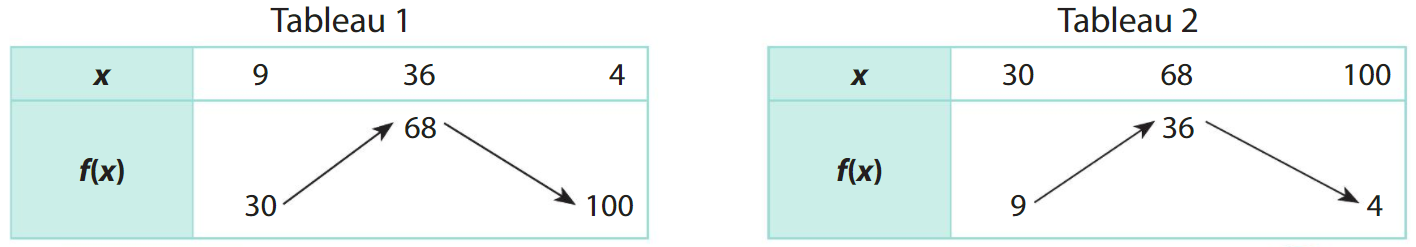 Tableau 1
x 9 36 4
f(x) 30 68 100
Tableau 2
x 30 68 100
f(x) 9 36 4